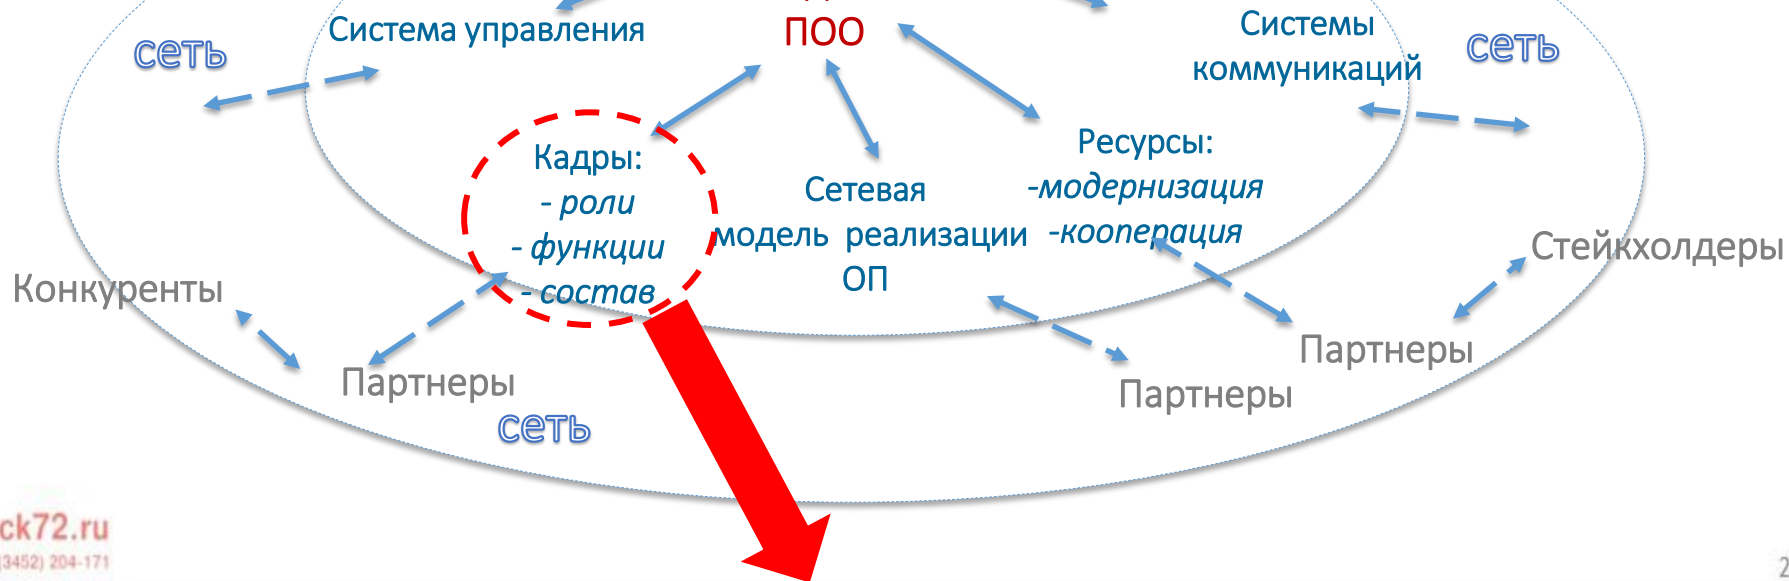 Система управления
ПОО
Системы
коммуникаций
сеть
сеть
Кадры:
- роли
- функции
- состав
Сетевая
модель реализации
ОП
Ресурсы:
-модернизация
-кооперация
Стейкхолдеры
Конкуренты
Партнеры
Партнеры
Партнеры
сеть
ck72.ru
(3452) 204-171
2